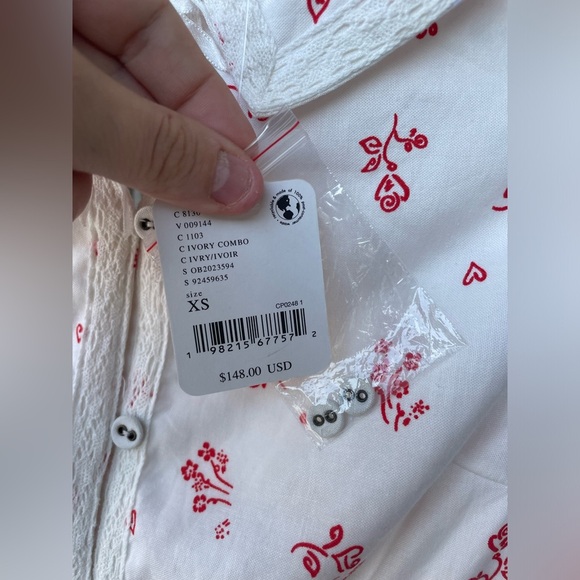 V 009144
C 1103
C IVORY COMBO
C IVRY/IVOIR
S OB2023594
S 92459635
size
XS
CP0248 1
1 98215 67757 2
$148.00 USD